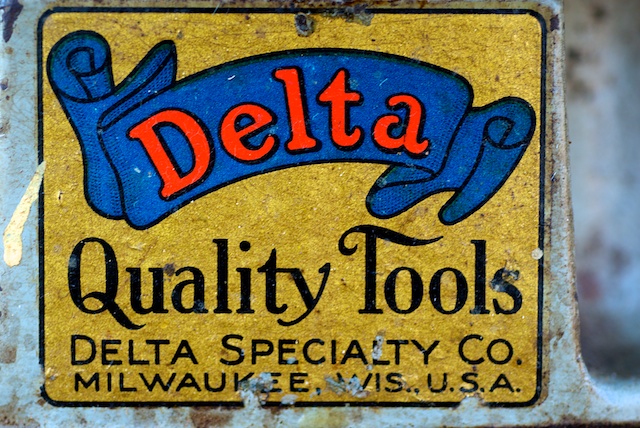 Delta
Quality Tools
DELTA SPECIALTY CO.
MILWAUKEE, WIS., U.S.A.